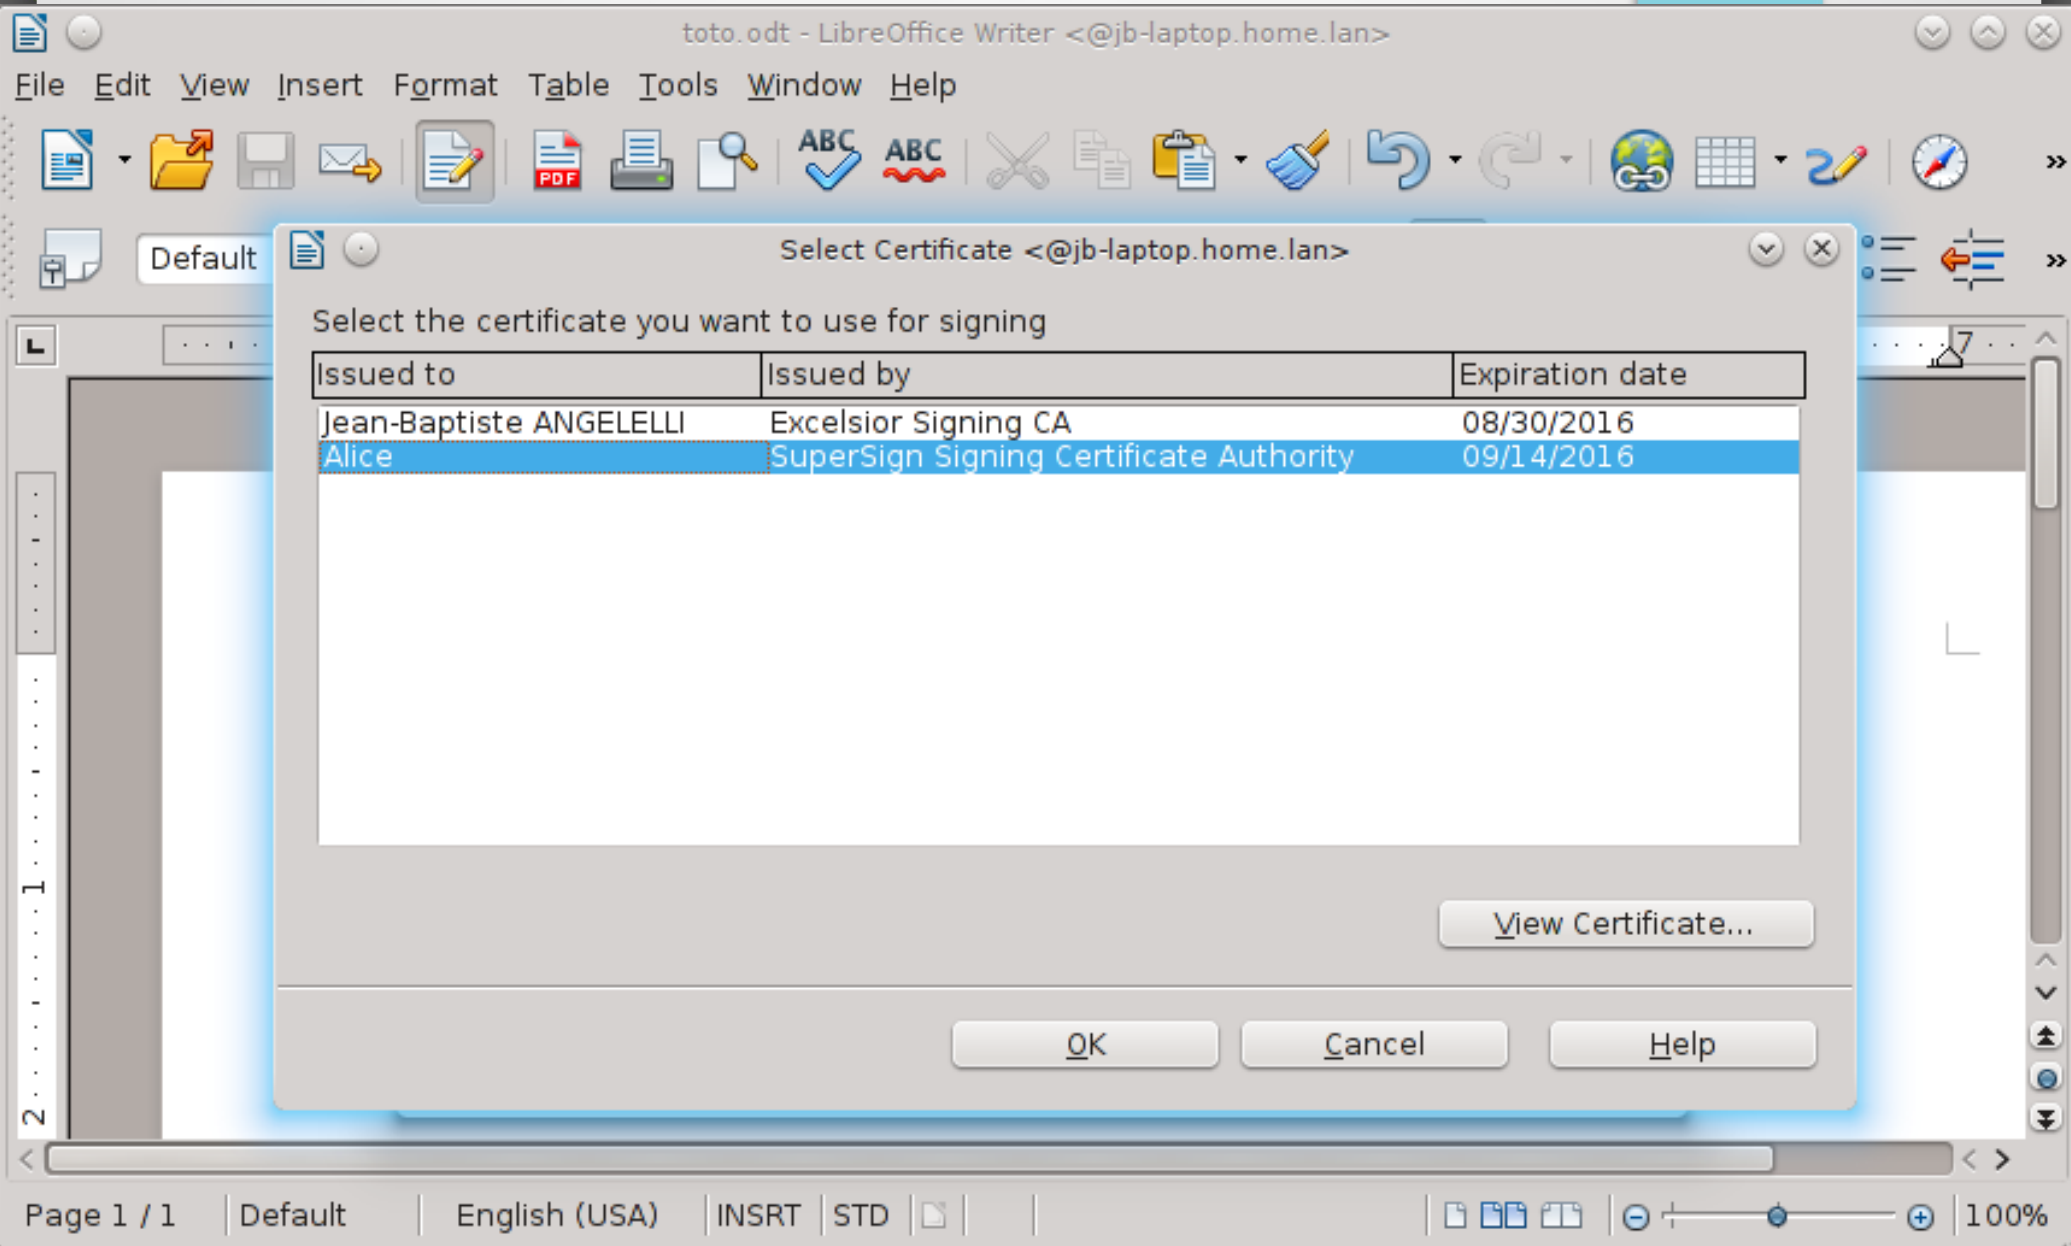 toto.odt - LibreOffice Writer <@jb-laptop.home.lan>
File Edit View Insert Format Table Tools Window Help
PDF ABC ABC
Default
Select Certificate <@jb-laptop.home.lan>
Select the certificate you want to use for signing
7
Issued to Issued by Expiration date
Jean-Baptiste ANGELELLI Excelsior Signing CA 08/30/2016
Alice SuperSign Signing Certificate Authority 09/14/2016
1
View Certificate...
OK Cancel Help
2
Page 1 / 1 Default English (USA) INSRT STD 100%